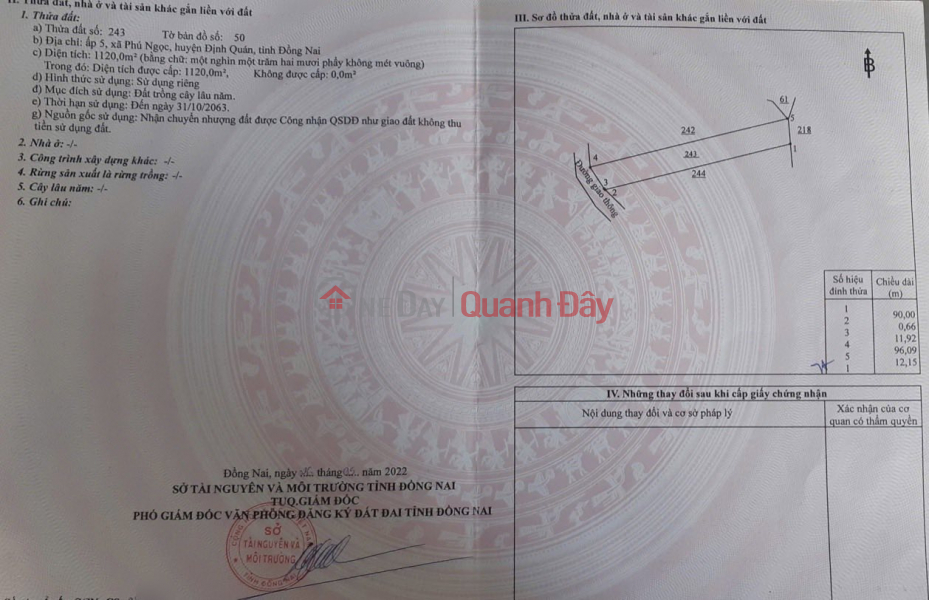 II. Thửa đất, nhà ở và tài sản khác gắn liền với đất
1. Thửa đất:
a) Thửa đất số: 243 Tờ bản đồ số: 50
b) Địa chỉ: ấp 5, xã Phú Ngọc, huyện Định Quán, tỉnh Đồng Nai
c) Diện tích: 1120,0m² (bằng chữ: một nghìn một trăm hai mươi phẩy không mét vuông)
Trong đó: Diện tích được cấp: 1120,0m², Không được cấp: 0,0m²
d) Hình thức sử dụng: Sử dụng riêng
đ) Mục đích sử dụng: Đất trồng cây lâu năm.
e) Thời hạn sử dụng: Đến ngày 31/10/2063.
g) Nguồn gốc sử dụng: Nhận chuyển nhượng đất được Công nhận QSDĐ như giao đất không thu
tiền sử dụng đất.
2. Nhà ở: -/-
3. Công trình xây dựng khác: -/-
4. Rừng sản xuất là rừng trồng: -/-
5. Cây lâu năm: -/-
6. Ghi chú:
Đồng Nai, ngày tháng năm 2022
SỞ TÀI NGUYÊN VÀ MÔI TRƯỜNG TỈNH ĐỒNG NAI
TUQ.GIÁM ĐỐC
PHÓ GIÁM ĐỐC VĂN PHÒNG ĐĂNG KÝ ĐẤT ĐAI TỈNH ĐỒNG NAI
SỞ
TÀI NGUYÊN VÀ
MÔI TRƯỜNG
TỈNH ĐỒNG NAI
III. Sơ đồ thửa đất, nhà ở và tài sản khác gắn liền với đất
B
61
5
242
218
243
1
4
244
3
2
Đường giao thông
Số hiệu đỉnh thửa Chiều dài (m)
1
90,00
2
0,66
3
11,92
4
96,09
5
12,15
1
ONE DAY Quanh Đây
IV. Những thay đổi sau khi cấp giấy chứng nhận
Nội dung thay đổi và cơ sở pháp lý
Xác nhận của cơ
quan có thẩm quyền